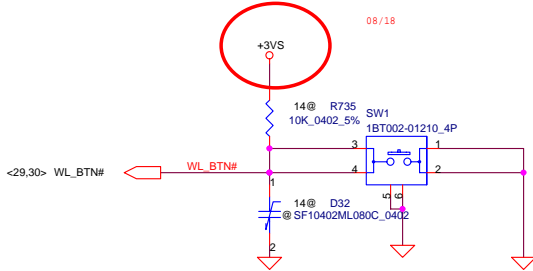 08/18
+3VS
14@ R735
10K_0402_5%
SW1
1BT002-01210_4P
3
1
<29,30> WL_BTN#
WL_BTN#
4
2
1
5
6
14@ D32
@ SF10402ML080C_0402
2